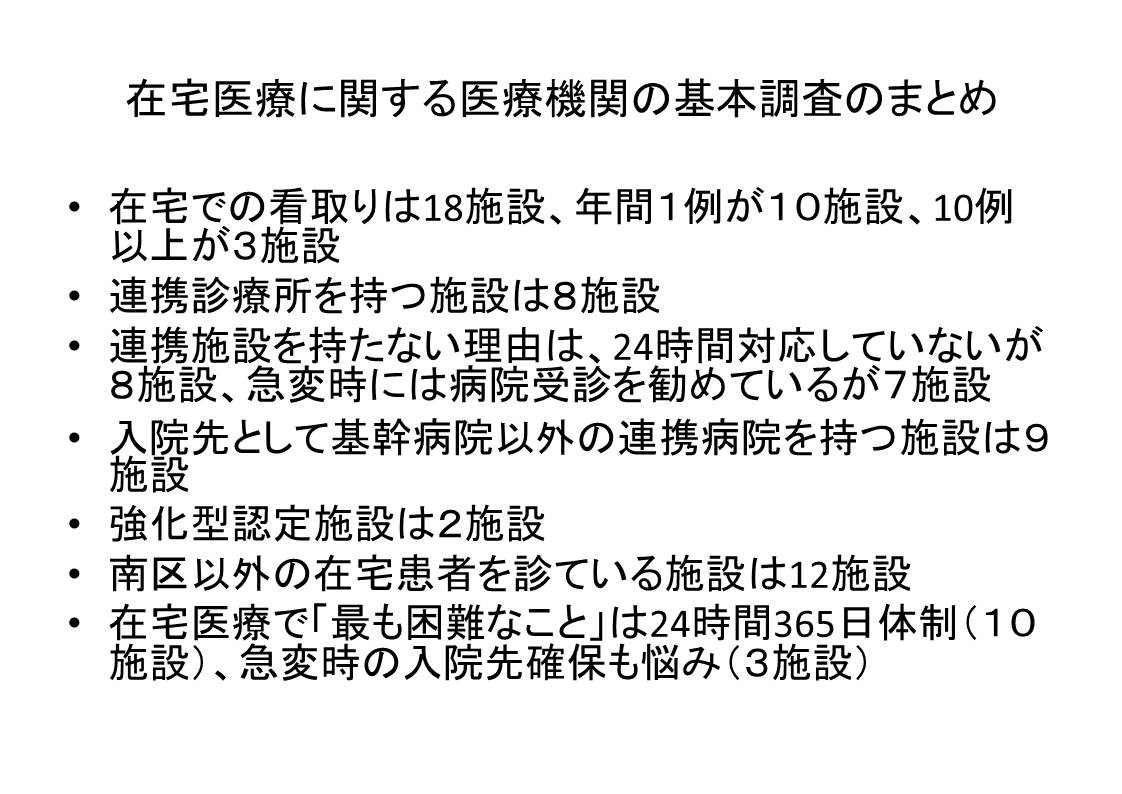 在宅医療に関する医療機関の基本調査のまとめ
• 在宅での看取りは18施設、年間１例が１０施設、10例
以上が３施設
• 連携診療所を持つ施設は８施設
• 連携施設を持たない理由は、24時間対応していないが
８施設、急変時には病院受診を勧めているが７施設
• 入院先として基幹病院以外の連携病院を持つ施設は９
施設
• 強化型認定施設は２施設
• 南区以外の在宅患者を診ている施設は12施設
• 在宅医療で「最も困難なこと」は24時間365日体制（１０
施設）、急変時の入院先確保も悩み（３施設）